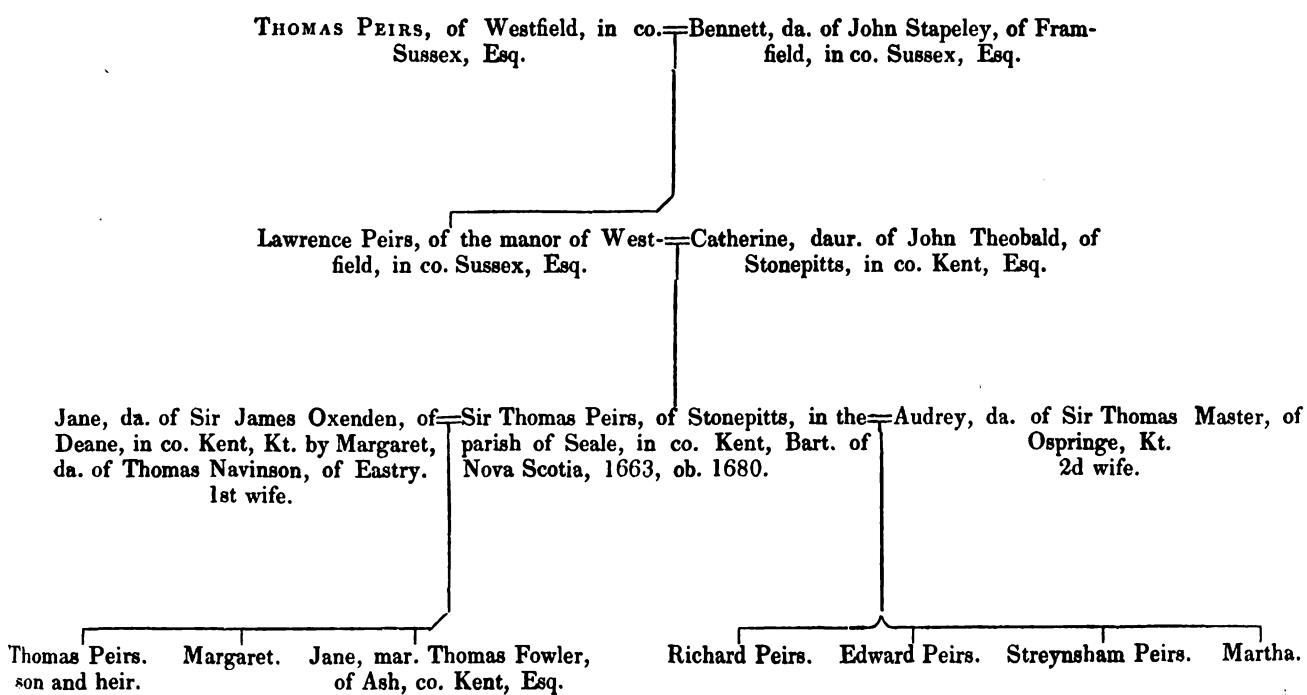 THOMAS PEIRS, of Westfield, in co.
Sussex, Esq.
Bennett, da. of John Stapeley, of Fram-
field, in co. Sussex, Esq.
Lawrence Peirs, of the manor of West-
field, in co. Sussex, Esq.
Catherine, daur. of John Theobald, of
Stonepitts, in co. Kent, Esq.
Jane, da. of Sir James Oxenden, of
Deane, in co. Kent, Kt. by Margaret,
da. of Thomas Navinson, of Eastry.
1st wife.
Sir Thomas Peirs, of Stonepitts, in the
parish of Seale, in co. Kent, Bart. of
Nova Scotia, 1663, ob. 1680.
Audrey, da. of Sir Thomas Master, of
Ospringe, Kt.
2d wife.
Thomas Peirs.
son and heir.
Margaret.
Jane, mar. Thomas Fowler,
of Ash, co. Kent, Esq.
Richard Peirs.
Edward Peirs.
Streynsham Peirs.
Martha.